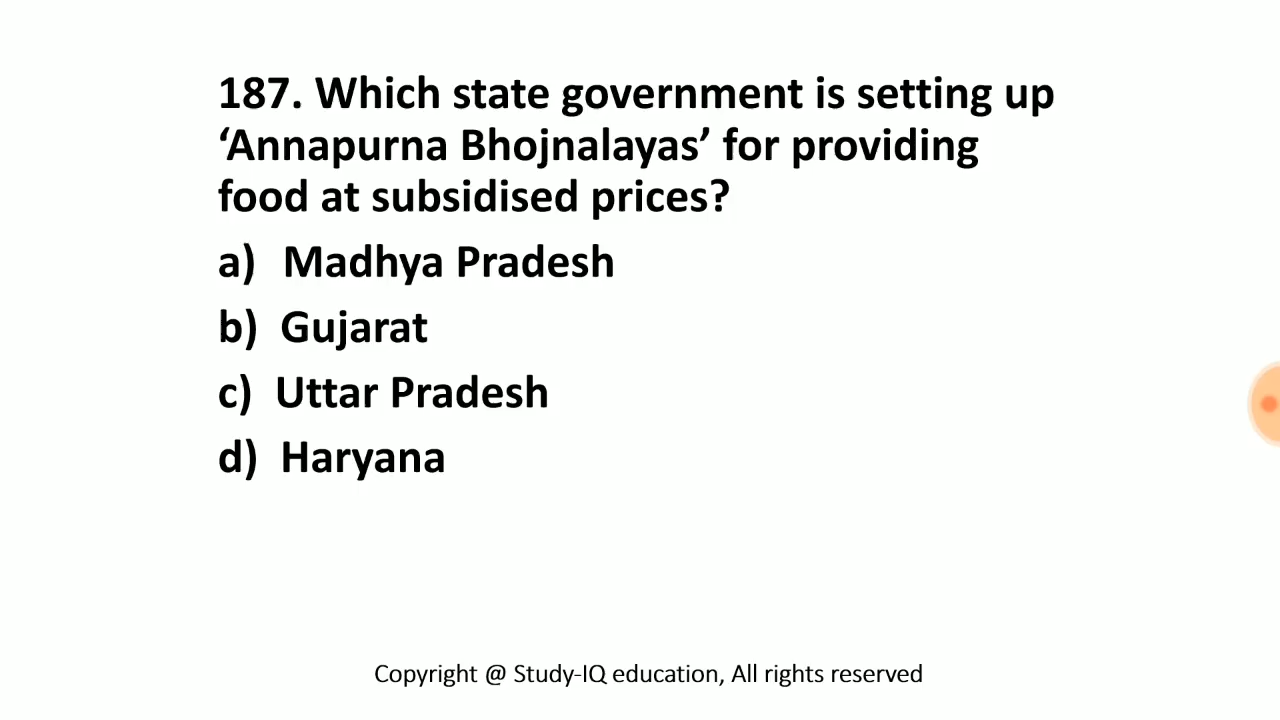 187. Which state government is setting up
‘Annapurna Bhojnalayas’ for providing
food at subsidised prices?
a) Madhya Pradesh
b) Gujarat
c) Uttar Pradesh
d) Haryana
Copyright @ Study-IQ education, All rights reserved